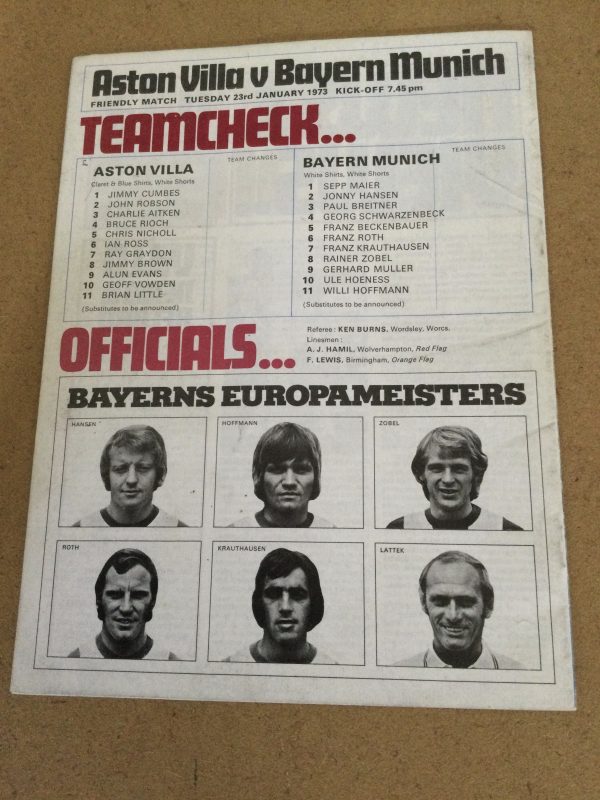 Aston Villa v Bayern Munich
FRIENDLY MATCH TUESDAY 23rd JANUARY 1973 KICK-OFF 7.45 pm
TEAMCHECK...
TEAM CHANGES
ASTON VILLA
Claret & Blue Shirts, White Shorts
1 JIMMY CUMBES
2 JOHN ROBSON
3 CHARLIE AITKEN
4 BRUCE RIOCH
5 CHRIS NICHOLL
6 IAN ROSS
7 RAY GRAYDON
8 JIMMY BROWN
9 ALUN EVANS
10 GEOFF VOWDEN
11 BRIAN LITTLE
(Substitutes to be announced)
TEAM CHANGES
BAYERN MUNICH
White Shirts, White Shorts
1 SEPP MAIER
2 JONNY HANSEN
3 PAUL BREITNER
4 GEORG SCHWARZENBECK
5 FRANZ BECKENBAUER
6 FRANZ ROTH
7 FRANZ KRAUTHAUSEN
8 RAINER ZOBEL
9 GERHARD MULLER
10 ULE HOENESS
11 WILLI HOFFMANN
(Substitutes to be announced)
OFFICIALS...
Referee : KEN BURNS, Wordsley, Worcs.
Linesmen :
A. J. HAMIL, Wolverhampton, Red Flag
F. LEWIS, Birmingham, Orange Flag
BAYERNS EUROPAMEISTERS
HANSEN
HOFFMANN
ZOBEL
ROTH
KRAUTHAUSEN
LATTEK